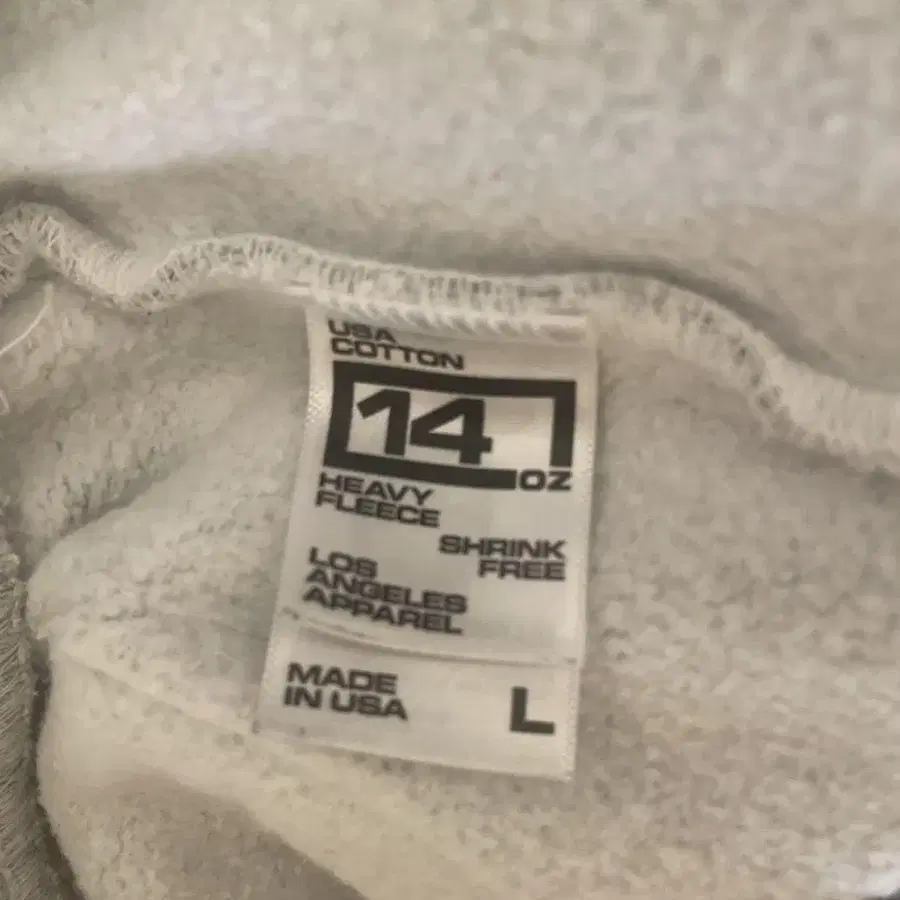 USA
COTTON
14
OZ
HEAVY
FLEECE
SHRINK
FREE
LOS
ANGELES
APPAREL
MADE
IN USA
L